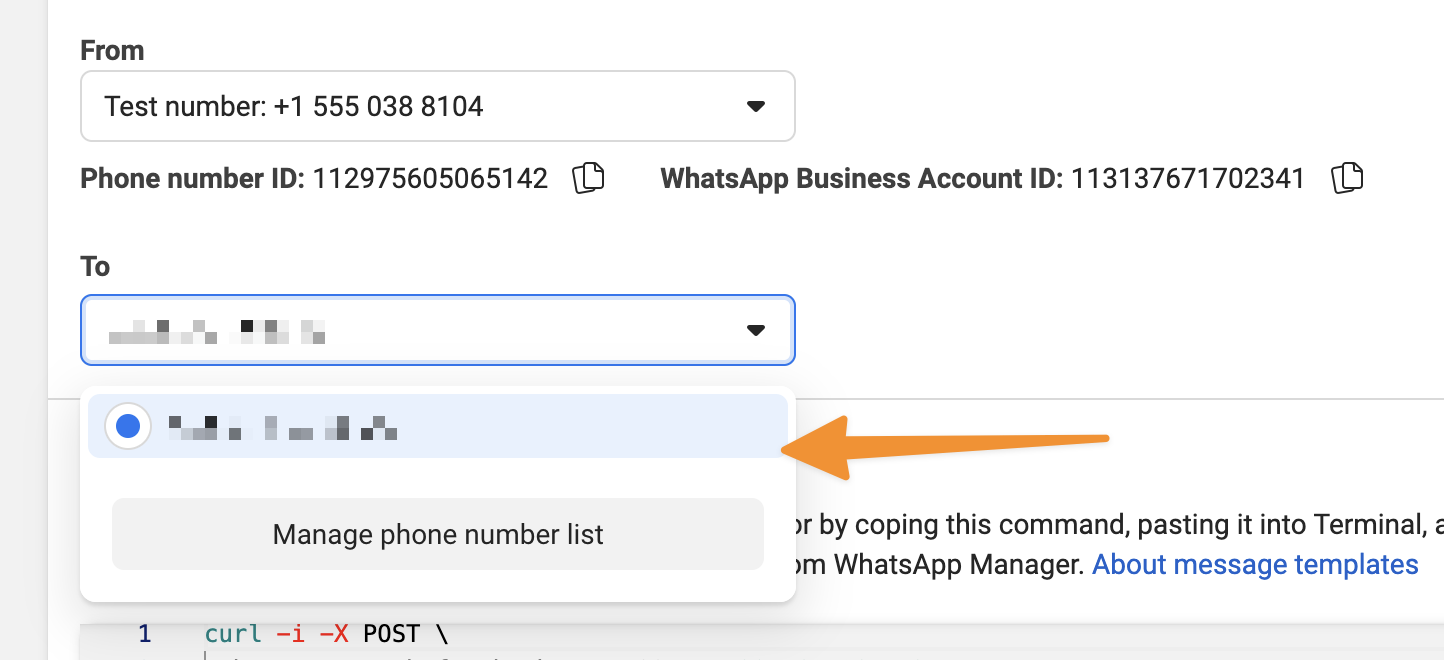 From
Test number: +1 555 038 8104
Phone number ID: 112975605065142 WhatsApp Business Account ID: 113137671702341
To
Manage phone number list
or by coping this command, pasting it into Terminal, a
om WhatsApp Manager. About message templates
1 curl -i -X POST \